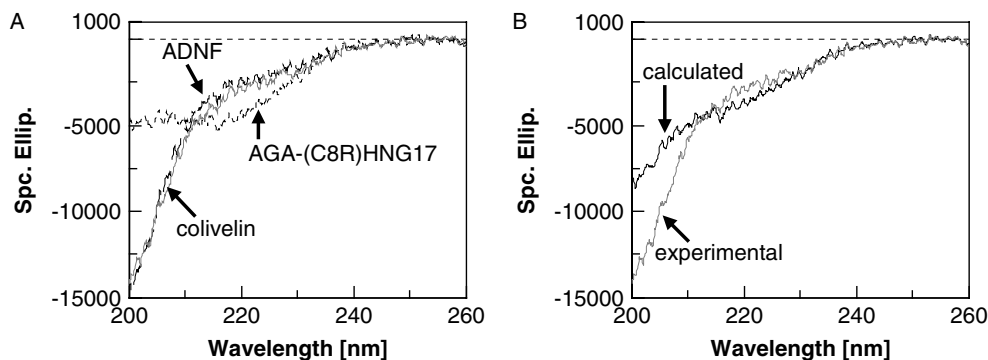 A
1000
-5000
-10000
-15000
Spc. Ellip.
ADNF
AGA-(C8R)HNG17
colivelin
200
220
240
260
Wavelength [nm]
B
1000
-5000
-10000
-15000
Spc. Ellip.
calculated
experimental
200
220
240
260
Wavelength [nm]